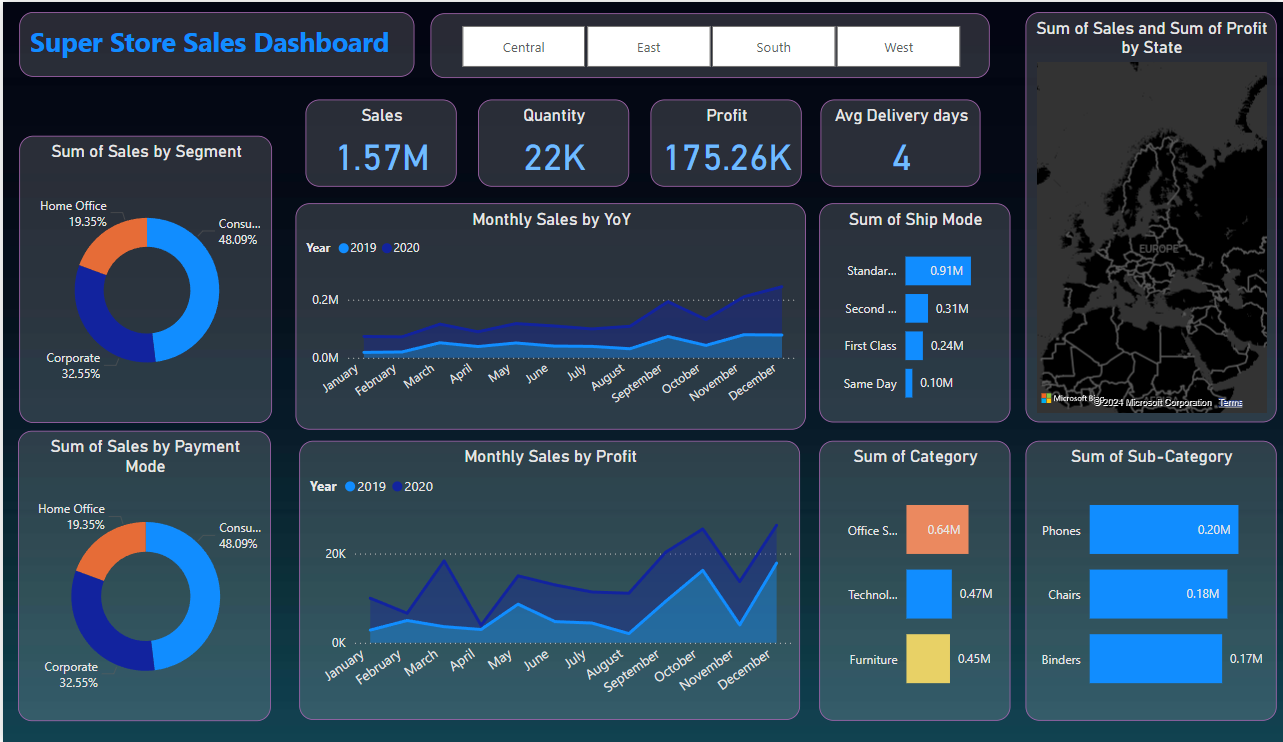 Super Store Sales Dashboard
Central
East
South
West
Sum of Sales and Sum of Profit
by State
EUROPE
Microsoft Bing
©2024 Microsoft Corporation Terms
Sales
1.57M
Quantity
22K
Profit
175.26K
Avg Delivery days
4
Sum of Sales by Segment
Home Office
19.35%
Consu...
48.09%
Corporate
32.55%
Monthly Sales by YoY
Year 2019 2020
0.2M
0.0M
January
February
March
April
May
June
July
August
September
October
November
December
Sum of Ship Mode
Standar... 0.91M
Second ... 0.31M
First Class 0.24M
Same Day 0.10M
Sum of Sales by Payment
Mode
Home Office
19.35%
Consu...
48.09%
Corporate
32.55%
Monthly Sales by Profit
Year 2019 2020
20K
0K
January
February
March
April
May
June
July
August
September
October
November
December
Sum of Category
Office S... 0.64M
Technol... 0.47M
Furniture 0.45M
Sum of Sub-Category
Phones 0.20M
Chairs 0.18M
Binders 0.17M